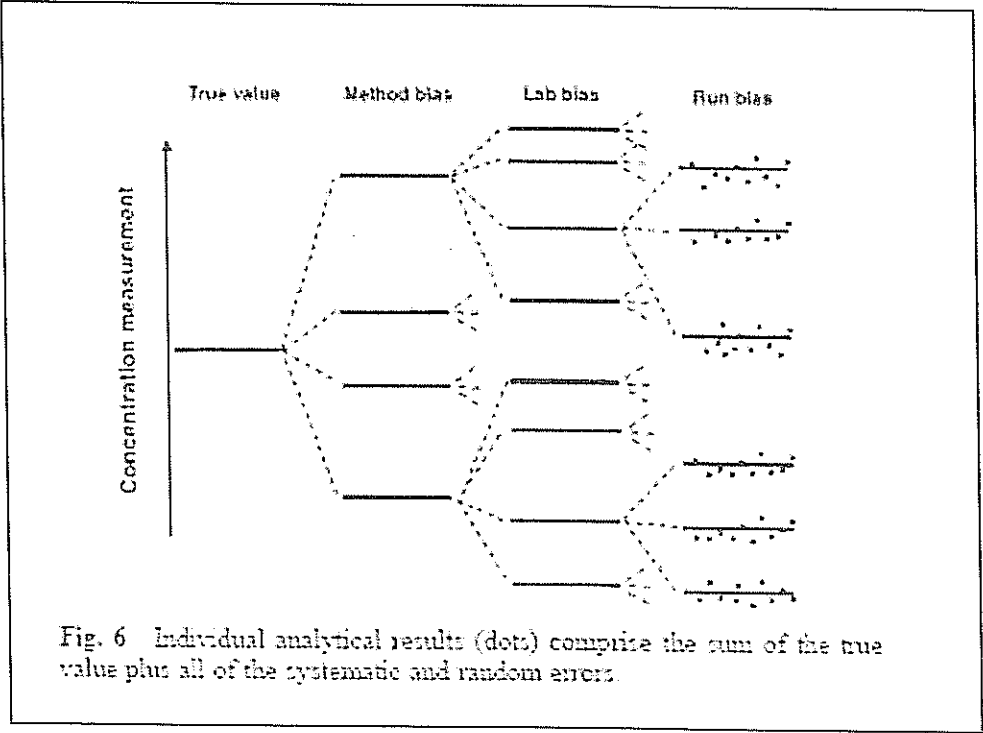 True value Method bias Lab bias Run bias
Concentration measurement
Fig. 6 Individual analytical results (dots) comprise the sum of the true
value plus all of the systematic and random errors.